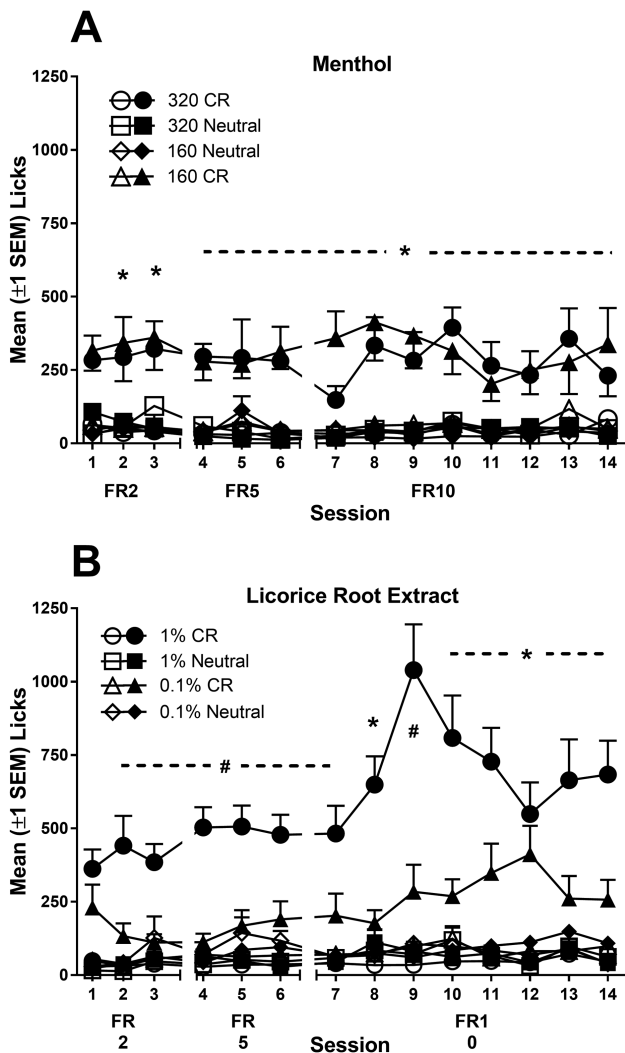 A
Menthol
1250
1000
750
500
250
0
Mean (±1 SEM) Licks
320 CR
320 Neutral
160 Neutral
160 CR
* *
*
1 2 3 4 5 6 7 8 9 10 11 12 13 14
FR2 FR5 FR10
Session
B
Licorice Root Extract
1250
1000
750
500
250
0
Mean (±1 SEM) Licks
1% CR
1% Neutral
0.1% CR
0.1% Neutral
*
*
#
#
1 2 3 4 5 6 7 8 9 10 11 12 13 14
FR FR FR1
2 5 0
Session